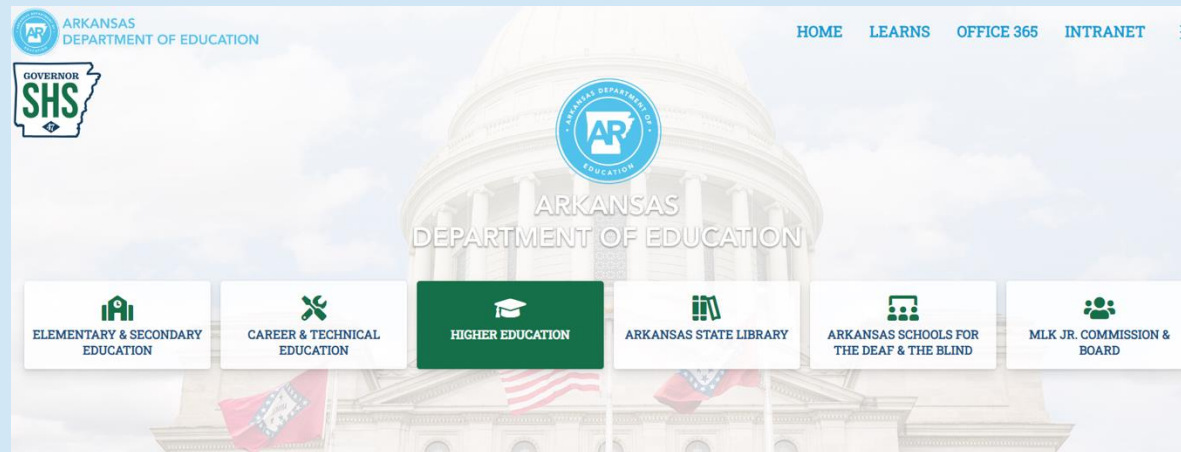 ARKANSAS
DEPARTMENT OF EDUCATION
HOME LEARNS OFFICE 365 INTRANET
GOVERNOR
SHS
47
ARKANSAS DEPARTMENT OF
AR
EDUCATION
ARKANSAS
DEPARTMENT OF EDUCATION
ELEMENTARY & SECONDARY
EDUCATION
CAREER & TECHNICAL
EDUCATION
HIGHER EDUCATION
ARKANSAS STATE LIBRARY
ARKANSAS SCHOOLS FOR
THE DEAF & THE BLIND
MLK JR. COMMISSION &
BOARD